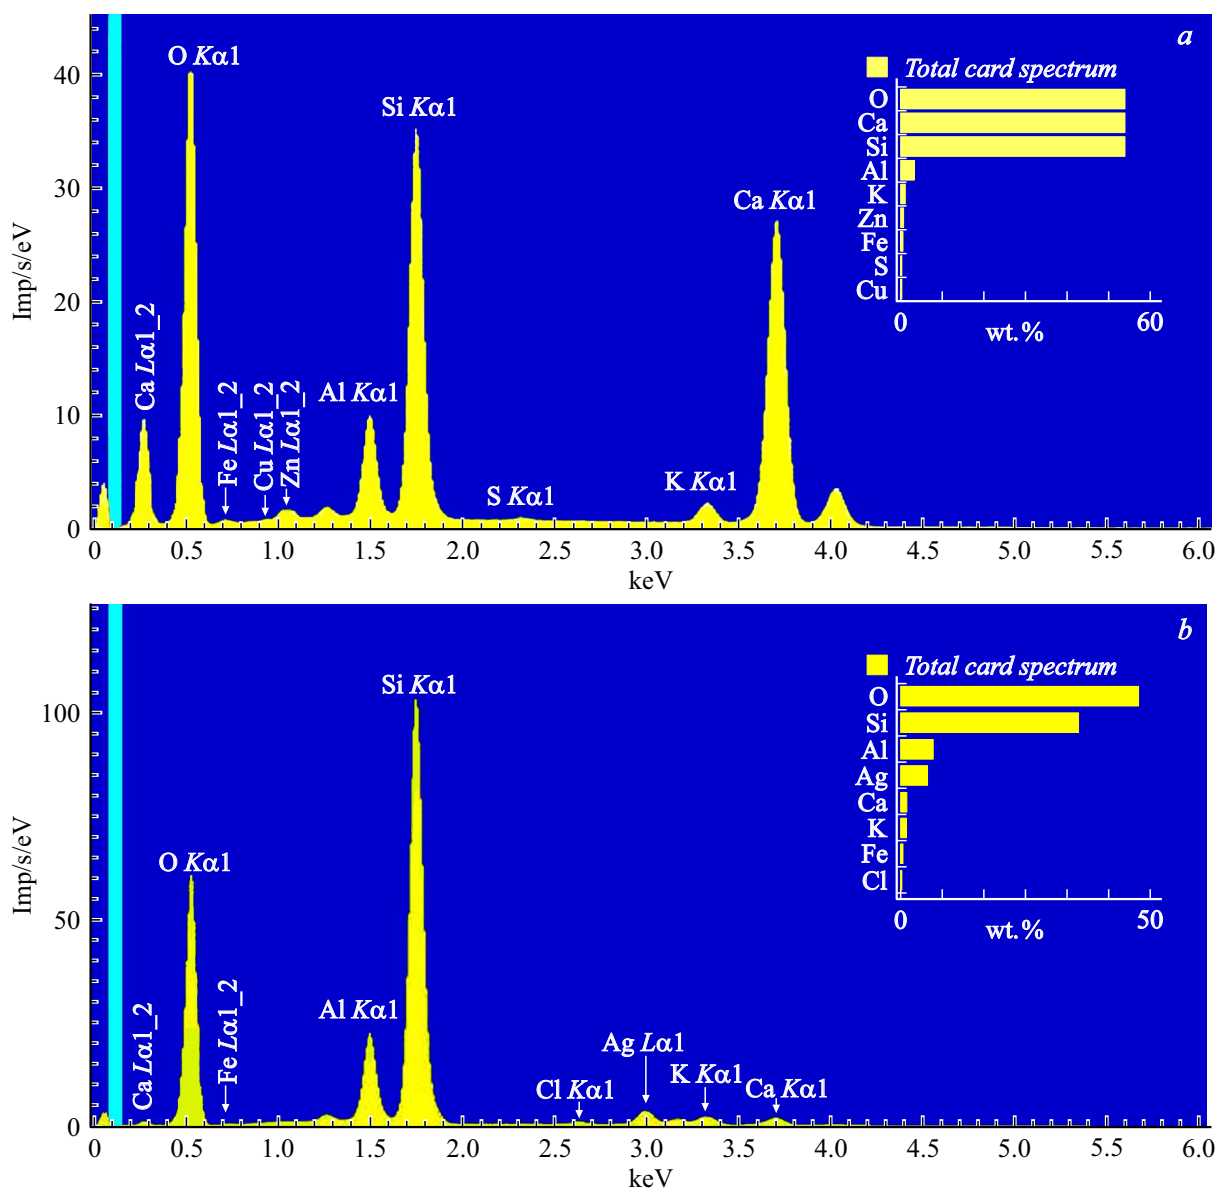 a
O Kα1
Total card spectrum
40
O
Si Kα1
Ca
Si
Al
30
K
Ca Kα1
Zn
Fe
S
Cu
20
0
60
wt.%
Imp/s/eV
Ca Lα1_2
Fe Lα1_2
Cu Lα1_2
Zn Lα1_2
Al Kα1
10
K Kα1
S Kα1
0
0 0.5 1.0 1.5 2.0 2.5 3.0 3.5 4.0 4.5 5.0 5.5 6.0
keV
b
Total card spectrum
Si Kα1
O
100
Si
Al
Ag
Ca
K
Fe
Cl
O Kα1
0
50
wt.%
Imp/s/eV
50
Ca Lα1_2
Fe Lα1_2
Al Kα1
Ag Lα1
Cl Kα1
K Kα1
Ca Kα1
0
0 0.5 1.0 1.5 2.0 2.5 3.0 3.5 4.0 4.5 5.0 5.5 6.0
keV